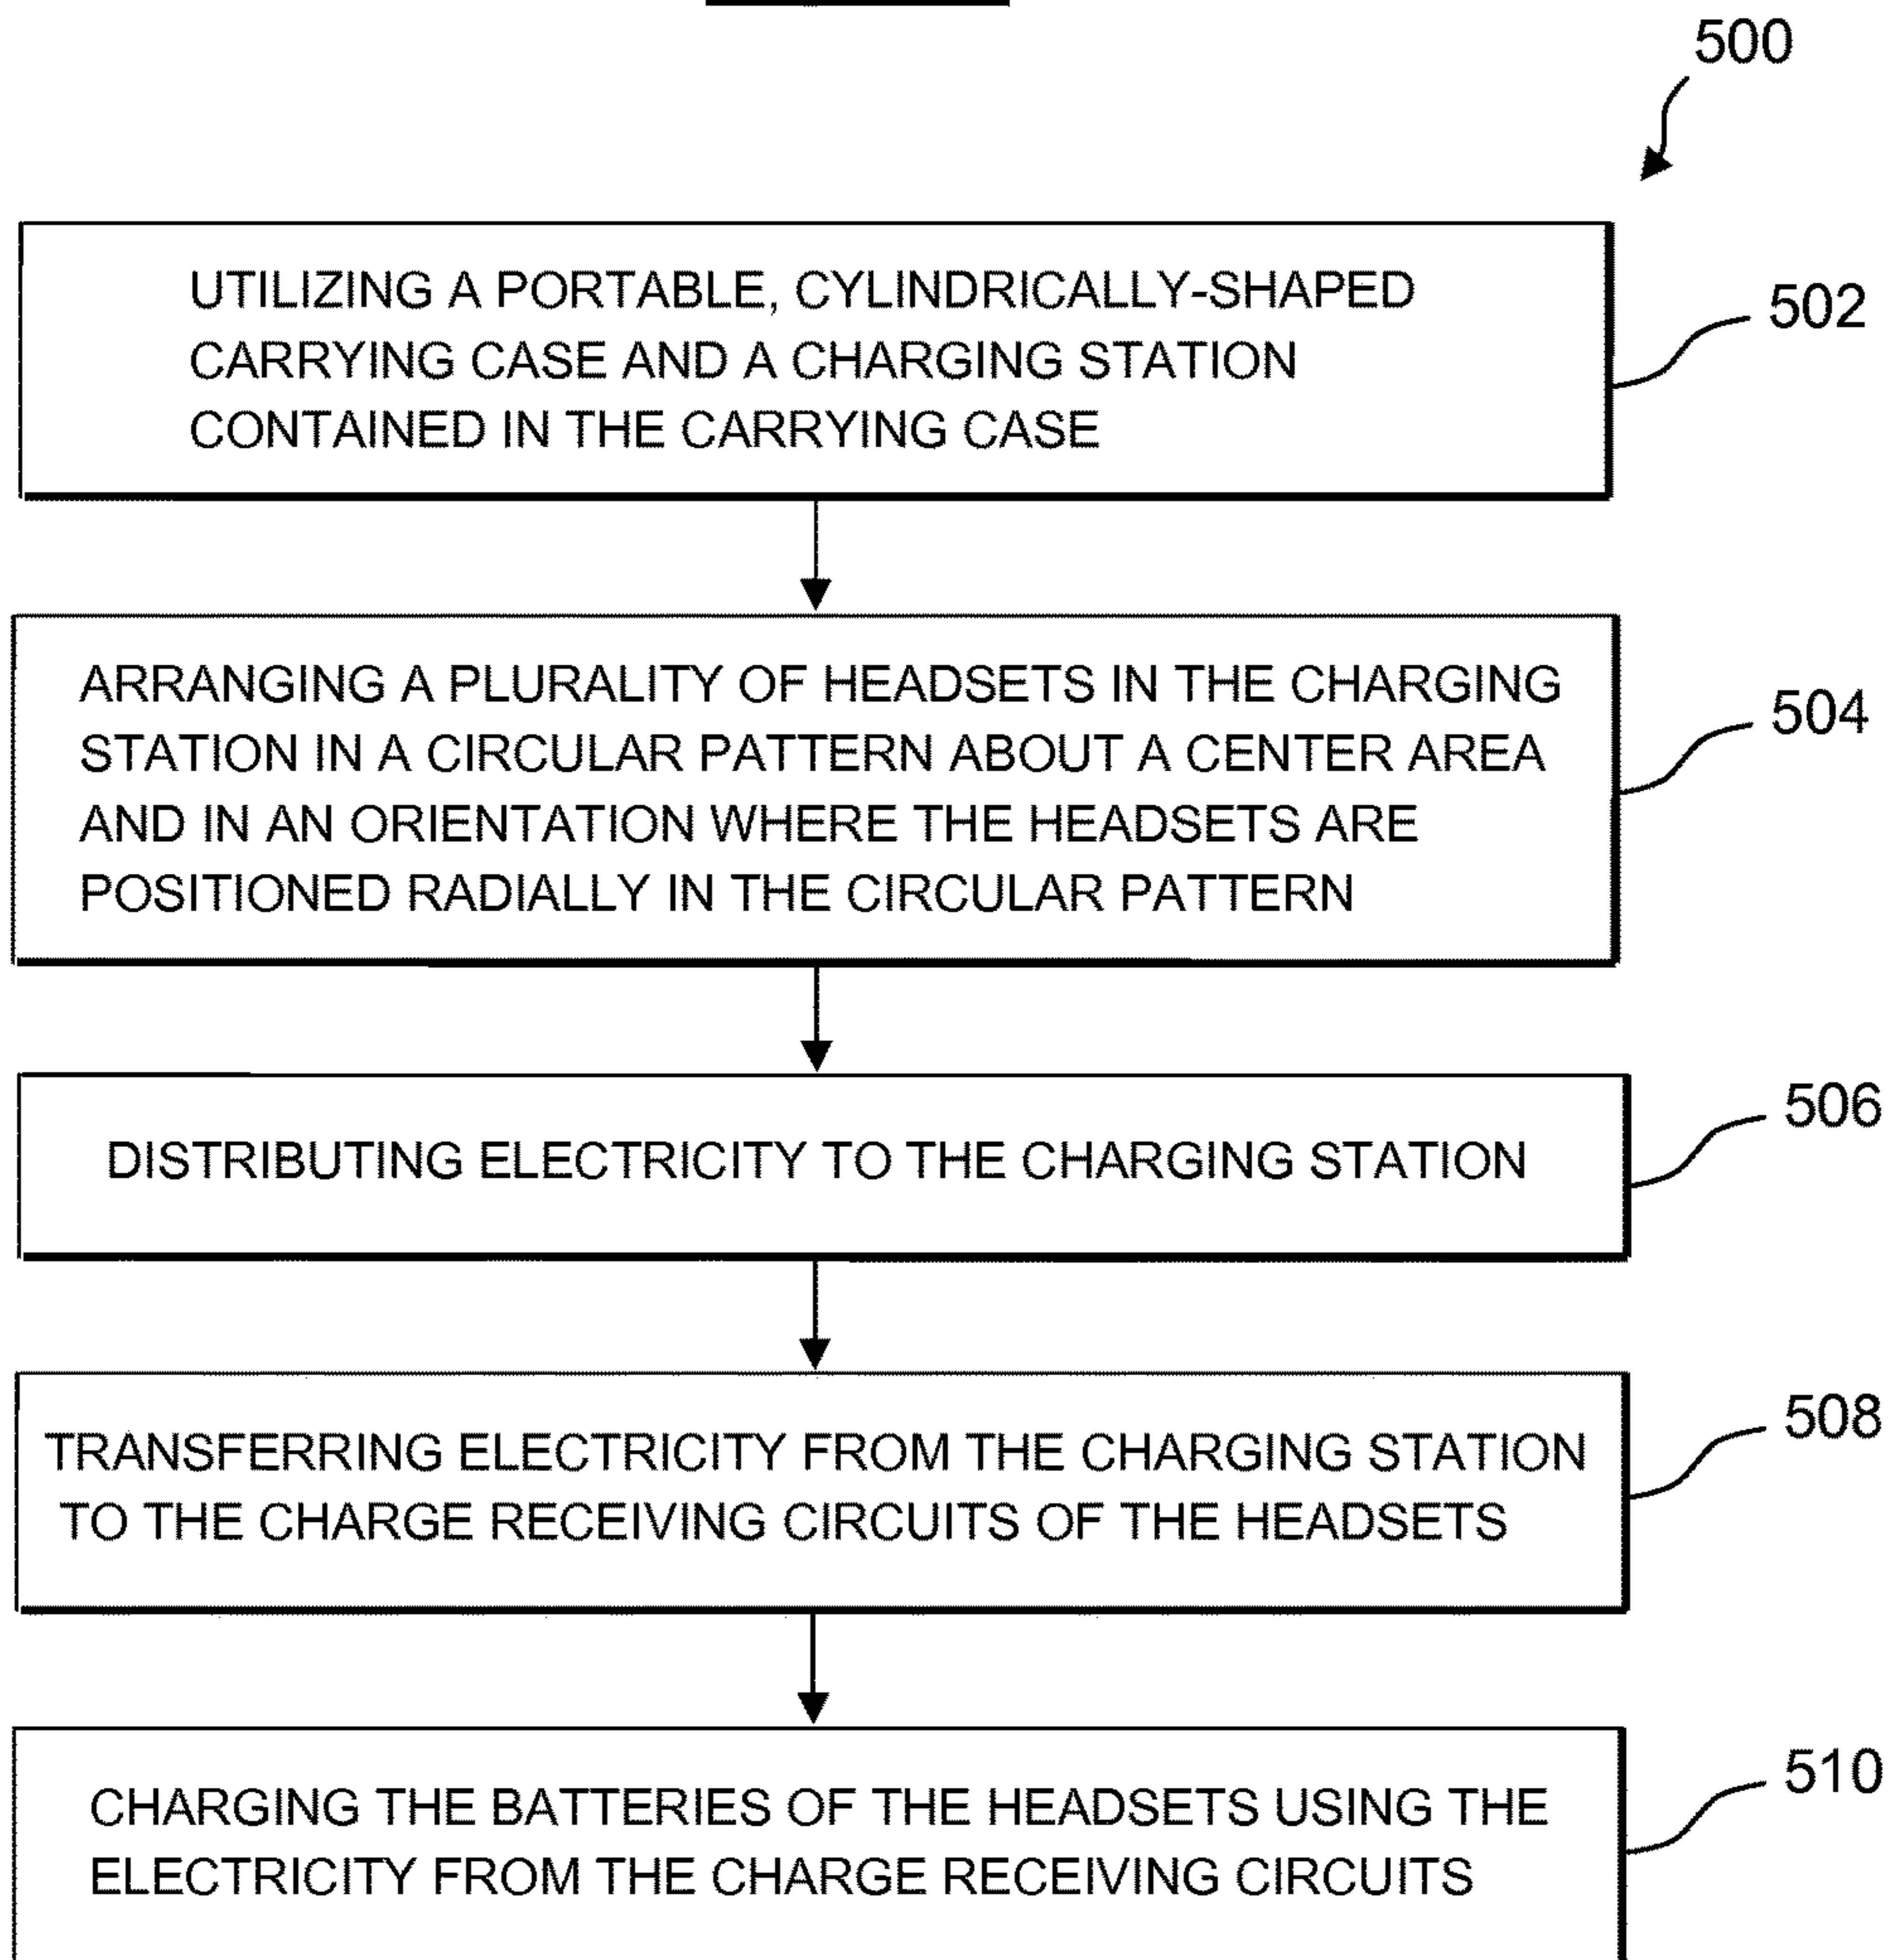 500
UTILIZING A PORTABLE, CYLINDRICALLY-SHAPED
CARRYING CASE AND A CHARGING STATION
CONTAINED IN THE CARRYING CASE
502
ARRANGING A PLURALITY OF HEADSETS IN THE CHARGING
STATION IN A CIRCULAR PATTERN ABOUT A CENTER AREA
AND IN AN ORIENTATION WHERE THE HEADSETS ARE
POSITIONED RADIALLY IN THE CIRCULAR PATTERN
504
DISTRIBUTING ELECTRICITY TO THE CHARGING STATION
506
TRANSFERRING ELECTRICITY FROM THE CHARGING STATION
TO THE CHARGE RECEIVING CIRCUITS OF THE HEADSETS
508
CHARGING THE BATTERIES OF THE HEADSETS USING THE
ELECTRICITY FROM THE CHARGE RECEIVING CIRCUITS
510